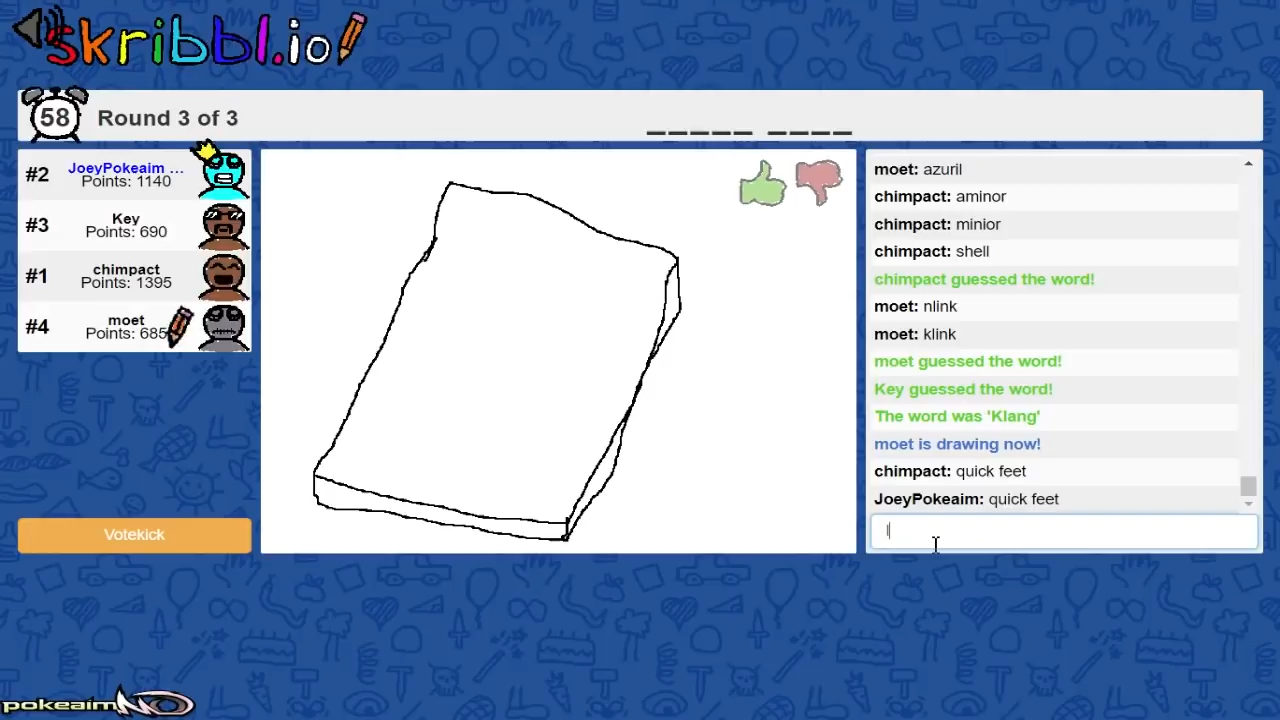 skribbl.io
58
Round 3 of 3
_____ ____
#2
JoeyPokeaim ...
Points: 1140
#3
Key
Points: 690
#1
chimpact
Points: 1395
#4
moet
Points: 685
Votekick
moet: azuril
chimpact: aminor
chimpact: minior
chimpact: shell
chimpact guessed the word!
moet: nlink
moet: klink
moet guessed the word!
Key guessed the word!
The word was 'Klang'
moet is drawing now!
chimpact: quick feet
JoeyPokeaim: quick feet
pokeaim